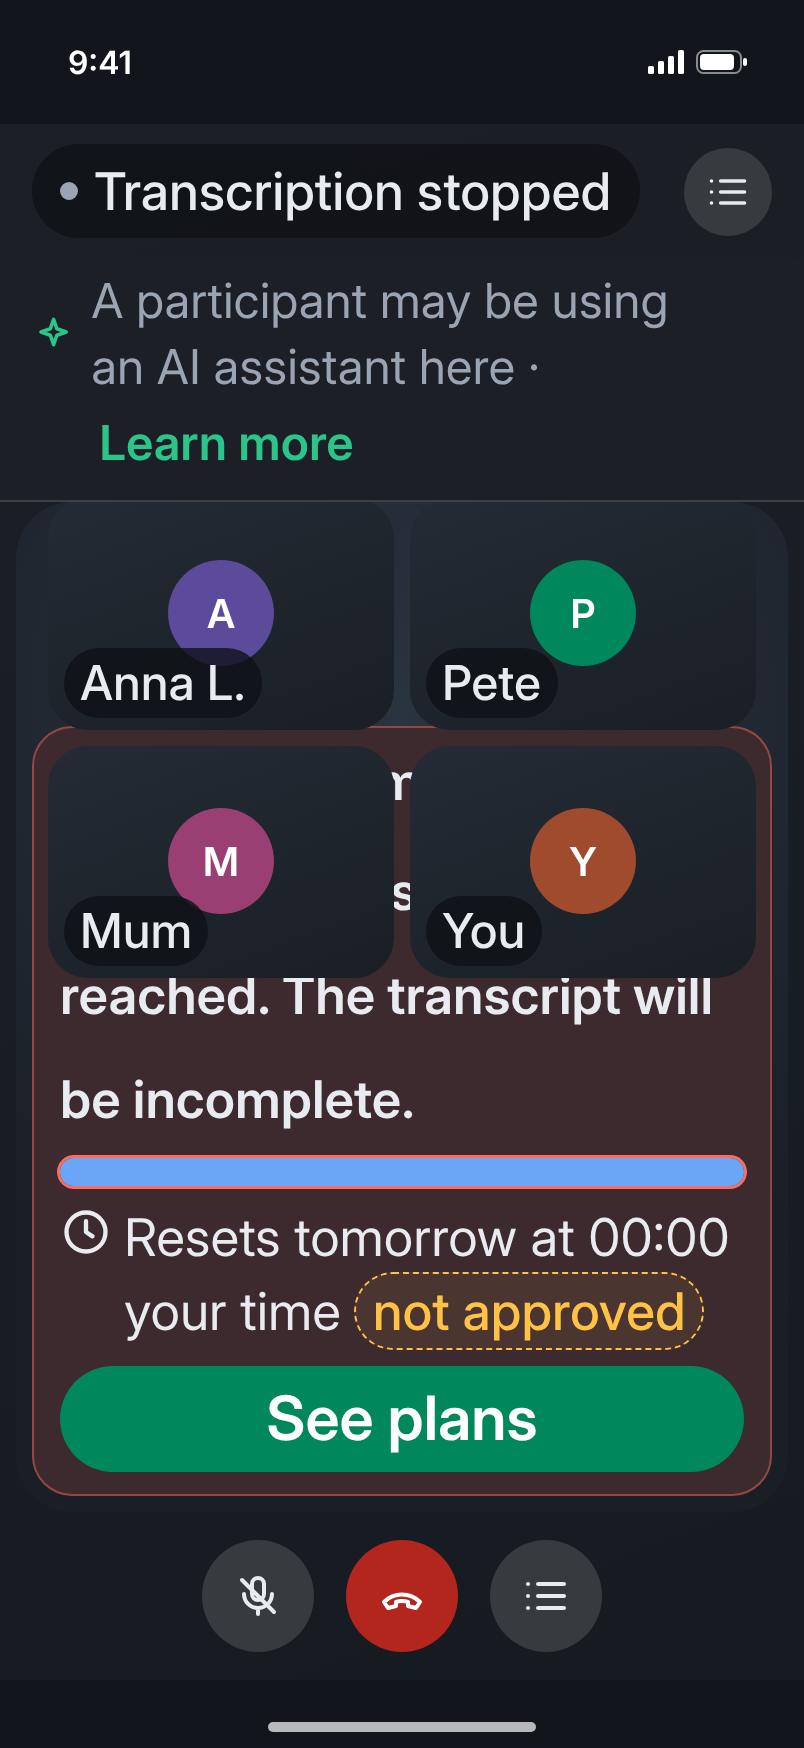 9:41
Transcription stopped
A participant may be using
an AI assistant here ·
Learn more
A
P
Anna L.
Pete
M
Y
Mum
You
reached. The transcript will
be incomplete.
Resets tomorrow at 00:00
your time not approved
See plans